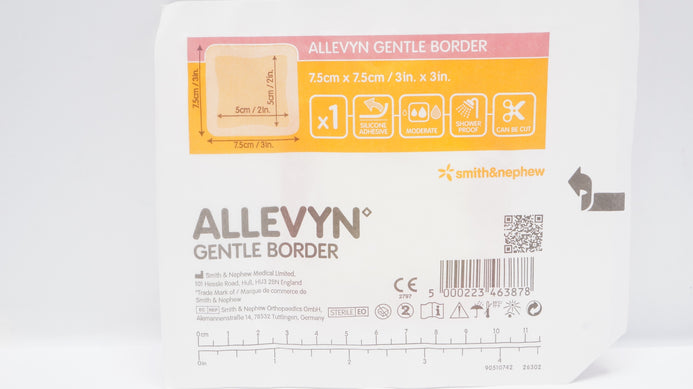 ALLEVYN GENTLE BORDER
7.5cm x 7.5cm / 3in. x 3in.
7.5cm / 3in.
5cm / 2in.
5cm / 2in.
7.5cm / 3in.
x1
SILICONE ADHESIVE
MODERATE
SHOWER PROOF
CAN BE CUT
smith&nephew
ALLEVYN◊
GENTLE BORDER
Smith & Nephew Medical Limited,
101 Hessle Road, Hull, HU3 2BN England
◊Trade Mark of / Marque de commerce de
Smith & Nephew
EC REP Smith & Nephew Orthopaedics GmbH,
Alemannenstraße 14, 78532 Tuttlingen, Germany
CE
2797
STERILE EO
2
i
5 000223 463878
0cm 1 2 3 4 5 6 7 8 9 10 11
0in 1 2 3 4
90510742 26302